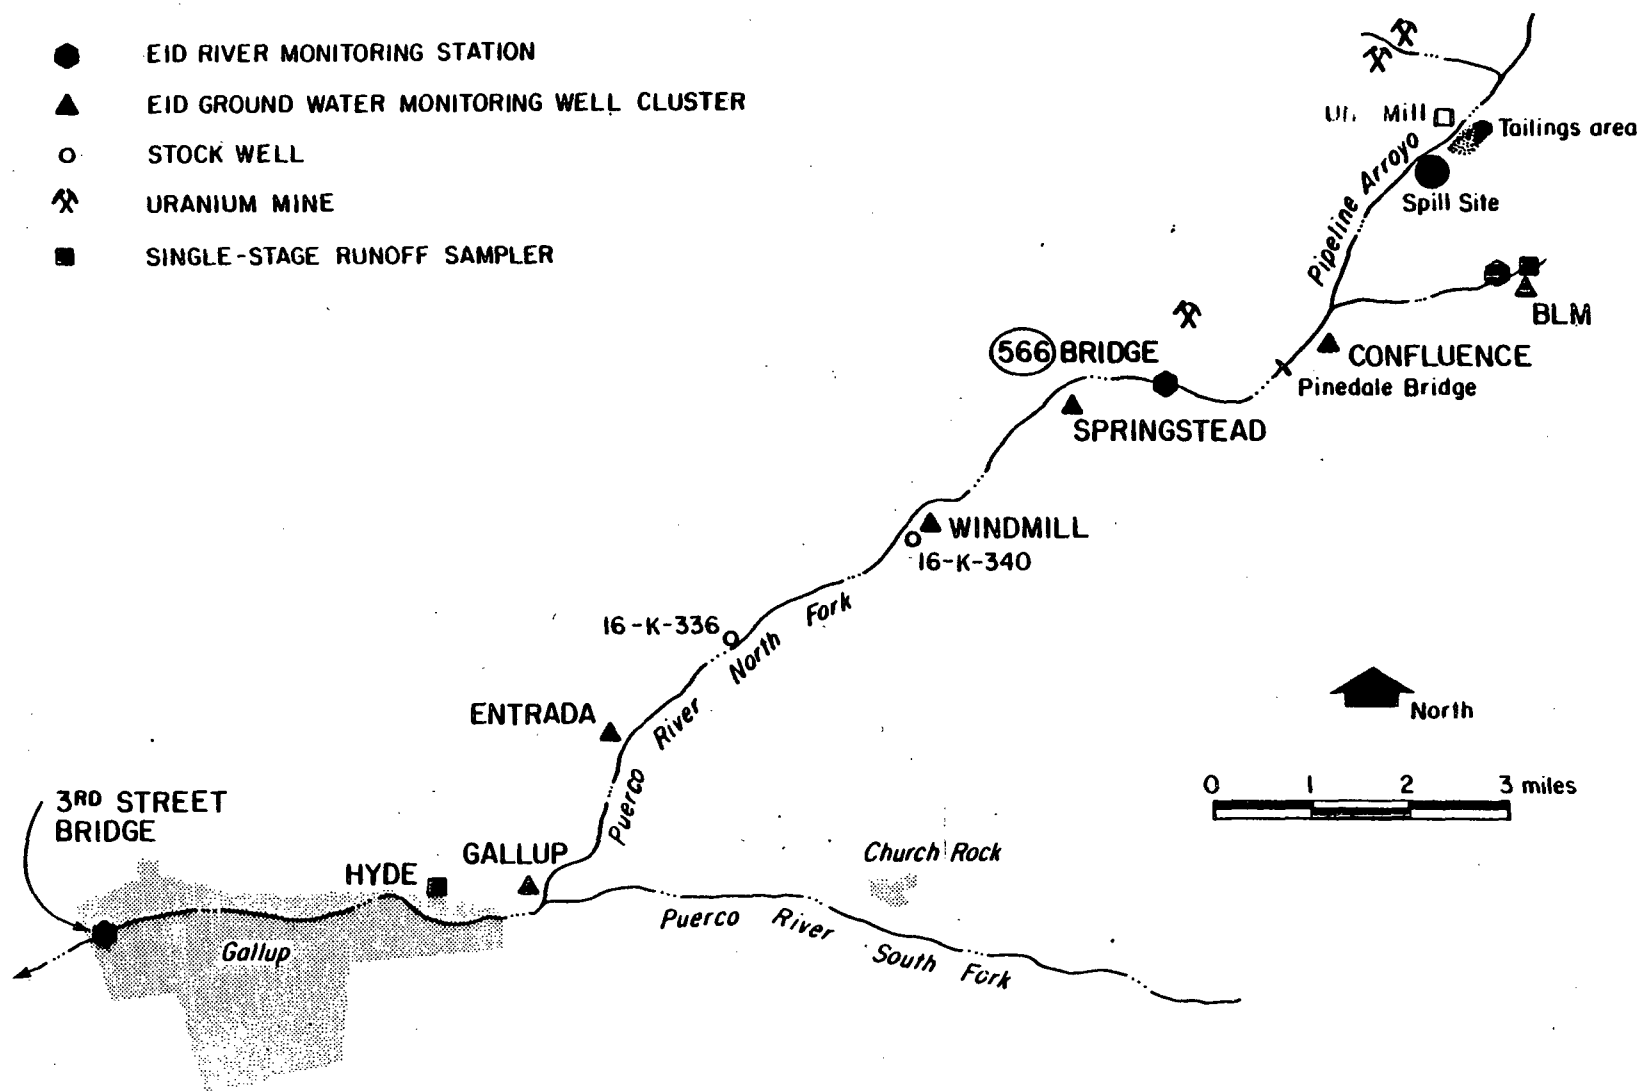 EID RIVER MONITORING STATION
EID GROUND WATER MONITORING WELL CLUSTER
STOCK WELL
URANIUM MINE
SINGLE-STAGE RUNOFF SAMPLER
Mill
Tailings area
Pipeline Arroyo
Spill Site
BLM
566 BRIDGE
CONFLUENCE
Pinedale Bridge
SPRINGSTEAD
WINDMILL
16-K-340
16-K-336
Puerco River North Fork
ENTRADA
North
0 1 2 3 miles
3RD STREET
BRIDGE
HYDE
GALLUP
Church Rock
Puerco River South Fork
Gallup